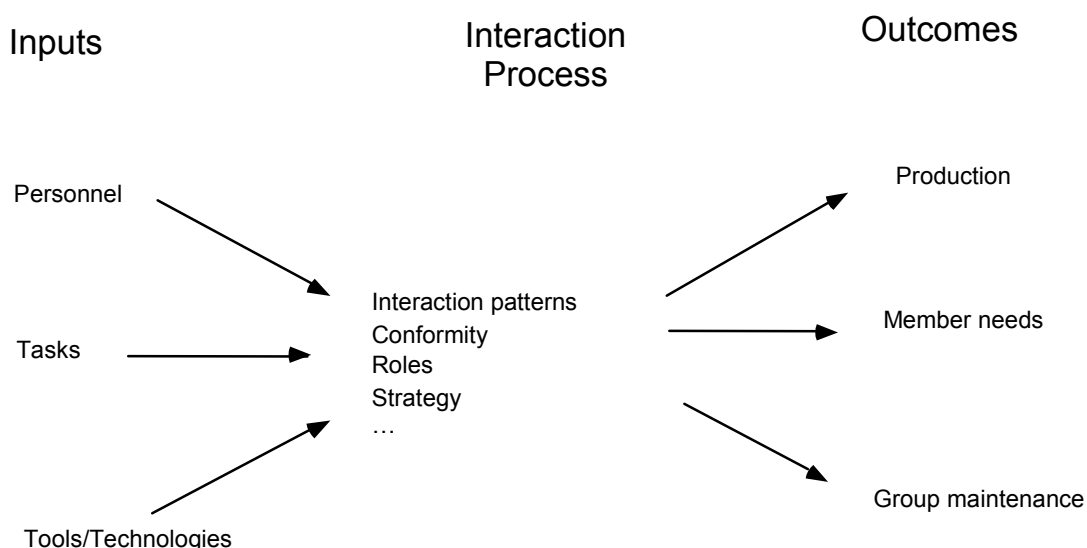 Inputs
Interaction
Process
Outcomes
Personnel
Tasks
Tools/Technologies
Interaction patterns
Conformity
Roles
Strategy
…
Production
Member needs
Group maintenance